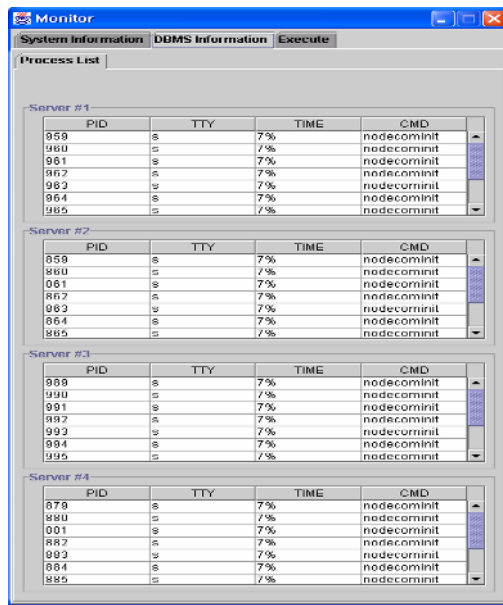 Monitor
System Information DBMS Information Execute
Process List
Server #1
PID TTY TIME CMD
959 s 7% nodecominit
960 s 7% nodecominit
961 s 7% nodecominit
962 s 7% nodecominit
963 s 7% nodecominit
964 s 7% nodecominit
965 s 7% nodecominit
Server #2
PID TTY TIME CMD
859 s 7% nodecominit
860 s 7% nodecominit
861 s 7% nodecominit
862 s 7% nodecominit
863 s 7% nodecominit
864 s 7% nodecominit
865 s 7% nodecominit
Server #3
PID TTY TIME CMD
989 s 7% nodecominit
990 s 7% nodecominit
991 s 7% nodecominit
992 s 7% nodecominit
993 s 7% nodecominit
994 s 7% nodecominit
995 s 7% nodecominit
Server #4
PID TTY TIME CMD
879 s 7% nodecominit
880 s 7% nodecominit
881 s 7% nodecominit
882 s 7% nodecominit
883 s 7% nodecominit
884 s 7% nodecominit
885 s 7% nodecominit